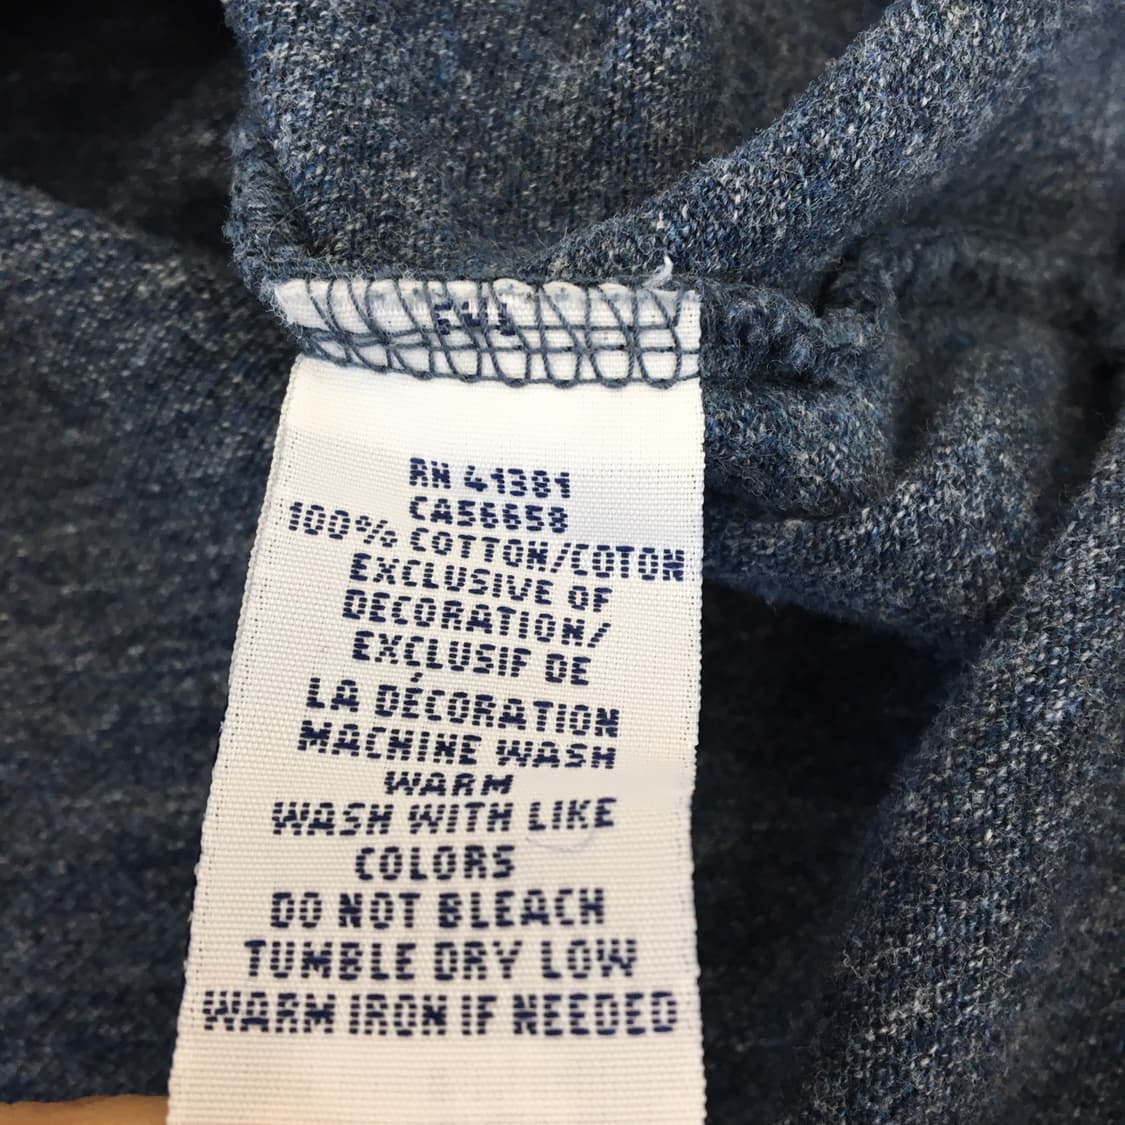 RN 41381
CA56658
100% COTTON/COTON
EXCLUSIVE OF
DECORATION/
EXCLUSIF DE
LA DÉCORATION
MACHINE WASH
WARM
WASH WITH LIKE
COLORS
DO NOT BLEACH
TUMBLE DRY LOW
WARM IRON IF NEEDED